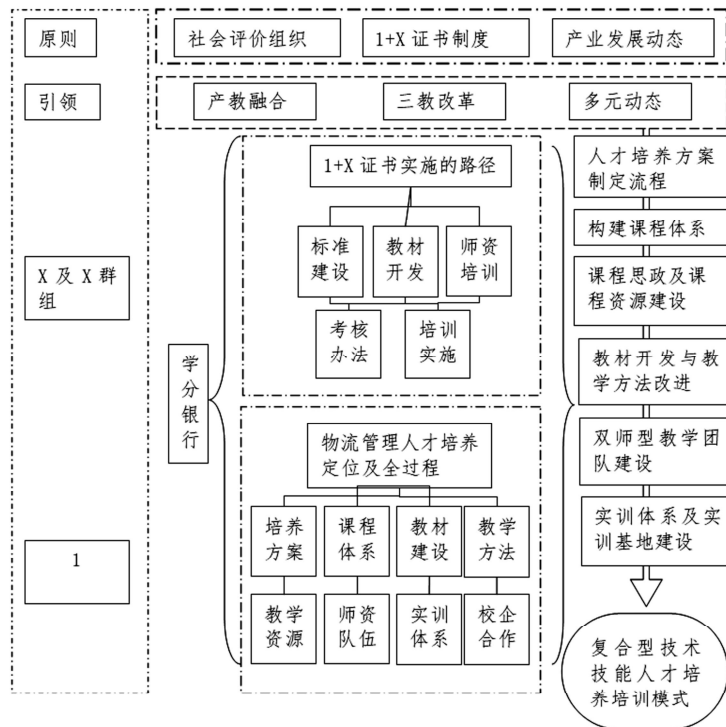 原则
社会评价组织
1+X 证书制度
产业发展动态
引领
产教融合
三教改革
多元动态
1+X 证书实施的路径
标准
建设
教材
开发
师资
培训
考核
办法
培训
实施
X 及 X 群
组
学
分
银
行
物流管理人才培养
定位及全过程
培养
方案
课程
体系
教材
建设
教学
方法
教学
资源
师资
队伍
实训
体系
校企
合作
1
人才培养方案
制定流程
构建课程体系
课程思政及课
程资源建设
教材开发与教
学方法改进
双师型教学团
队建设
实训体系及实
训基地建设
复合型技术
技能人才培
养培训模式